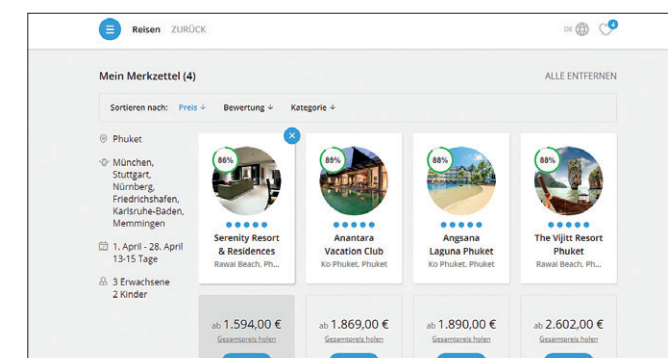 Reisen ZURÜCK DE 4
Mein Merkzettel (4) ALLE ENTFERNEN
Sortieren nach: Preis Bewertung Kategorie
Phuket
München,
Stuttgart,
Nürnberg,
Friedrichshafen,
Karlsruhe-Baden,
Memmingen
1. April - 28. April
13-15 Tage
3 Erwachsene
2 Kinder
88%
Serenity Resort
& Residences
Rawai Beach, Ph...
ab 1.594,00 €
Gesamtpreis holen
89%
Anantara
Vacation Club
Ko Phuket, Phuket
ab 1.869,00 €
Gesamtpreis holen
88%
Angsana
Laguna Phuket
Ko Phuket, Phuket
ab 1.890,00 €
Gesamtpreis holen
88%
The Vijitt Resort
Phuket
Rawai Beach, Ph...
ab 2.602,00 €
Gesamtpreis holen